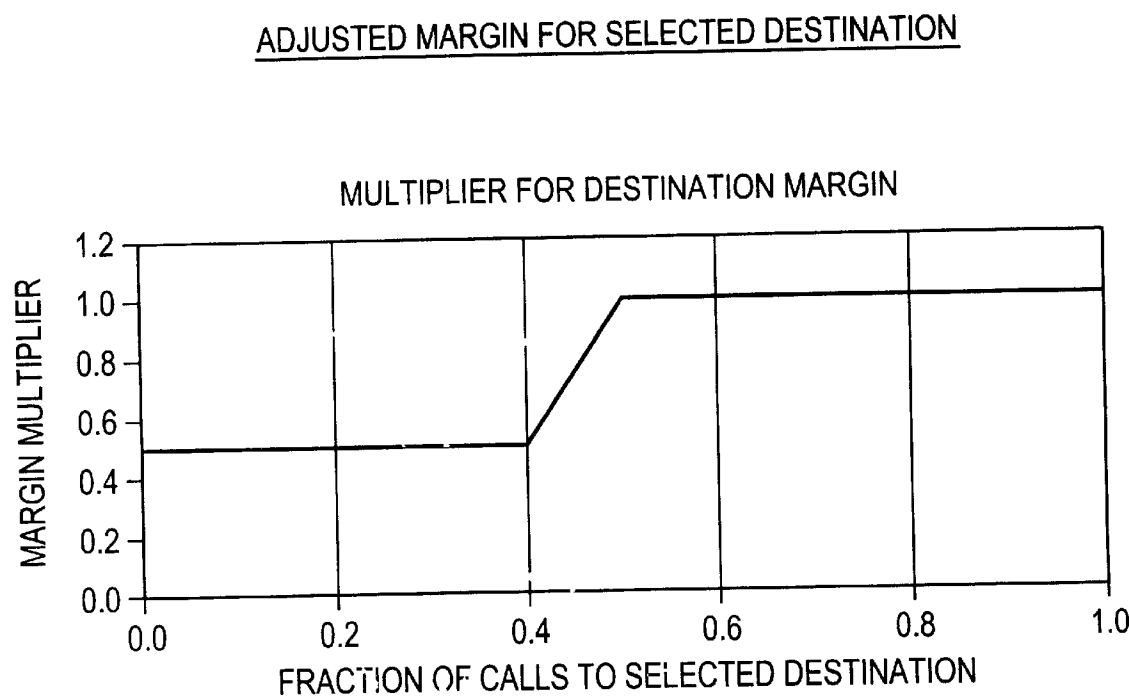 ADJUSTED MARGIN FOR SELECTED DESTINATION
MULTIPLIER FOR DESTINATION MARGIN
MARGIN MULTIPLIER
1.2
1.0
0.8
0.6
0.4
0.2
0.0
0.0 0.2 0.4 0.6 0.8 1.0
FRACTION OF CALLS TO SELECTED DESTINATION